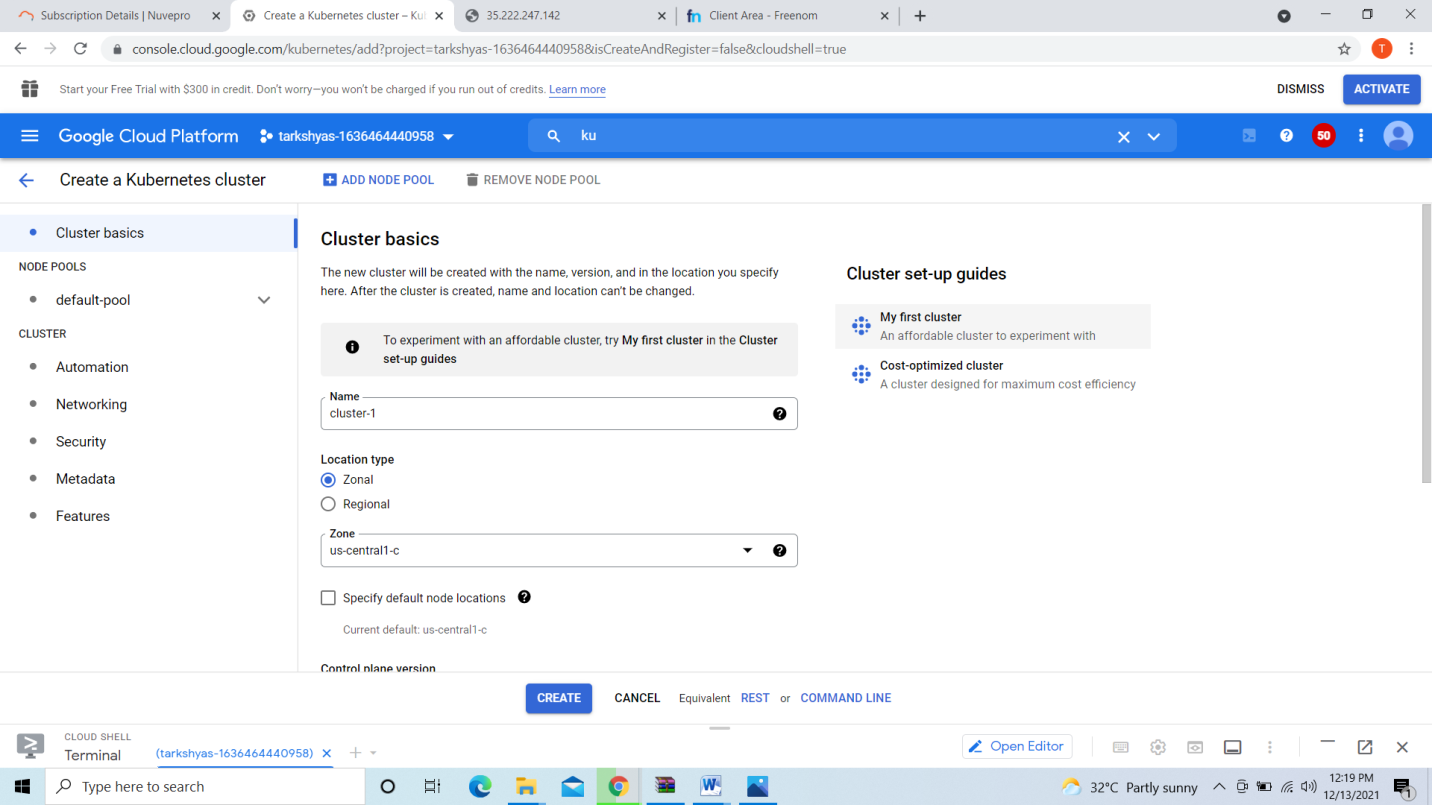 Subscription Details | Nuvepro
Create a Kubernetes cluster – Ku
35.222.247.142
fn Client Area - Freenom
console.cloud.google.com/kubernetes/add?project=tarkshyas-1636464440958&isCreateAndRegister=false&cloudshell=true
T
Start your Free Trial with $300 in credit. Don't worry—you won't be charged if you run out of credits. Learn more
DISMISS
ACTIVATE
Google Cloud Platform
tarkshyas-1636464440958
ku
50
Create a Kubernetes cluster
ADD NODE POOL
REMOVE NODE POOL
Cluster basics
NODE POOLS
default-pool
CLUSTER
Automation
Networking
Security
Metadata
Features
Cluster basics
The new cluster will be created with the name, version, and in the location you specify
here. After the cluster is created, name and location can't be changed.
To experiment with an affordable cluster, try My first cluster in the Cluster
set-up guides
Name
cluster-1
Location type
Zonal
Regional
Zone
us-central1-c
Specify default node locations
Current default: us-central1-c
Control plane version
Cluster set-up guides
My first cluster
An affordable cluster to experiment with
Cost-optimized cluster
A cluster designed for maximum cost efficiency
CREATE
CANCEL
Equivalent REST or COMMAND LINE
CLOUD SHELL
Terminal
(tarkshyas-1636464440958)
Open Editor
Type here to search
32°C Partly sunny
12:19 PM
12/13/2021
1